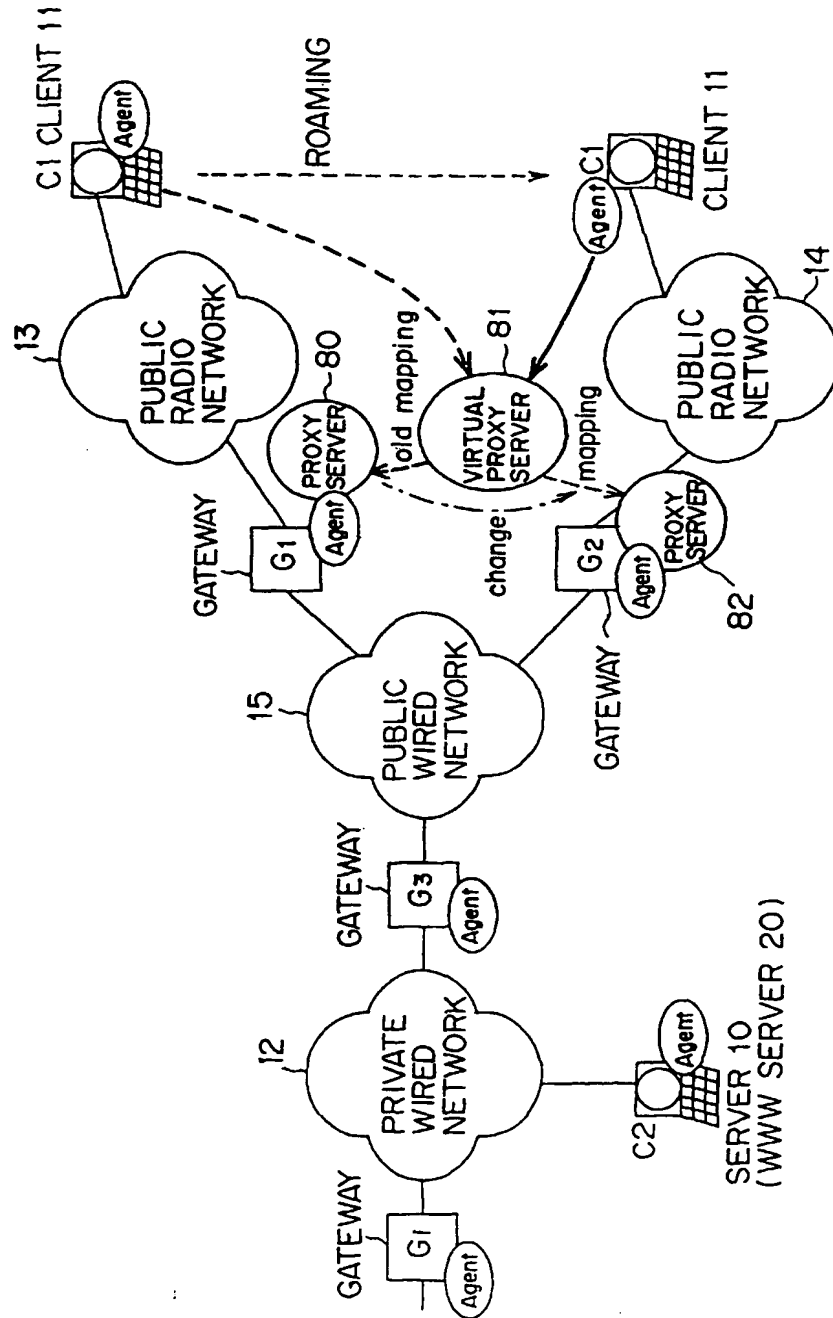 13
C1 CLIENT 11
Agent
PUBLIC
RADIO
NETWORK
ROAMING
GATEWAY
G1
Agent
PROXY
SERVER
80
old mapping
VIRTUAL
PROXY
SERVER
81
change
mapping
Agent
C1
CLIENT 11
PUBLIC
RADIO
NETWORK
14
GATEWAY
G2
Agent
PROXY
SERVER
82
15
PUBLIC
WIRED
NETWORK
GATEWAY
G3
Agent
12
PRIVATE
WIRED
NETWORK
GATEWAY
G1
Agent
C2
Agent
SERVER 10
(WWW SERVER 20)